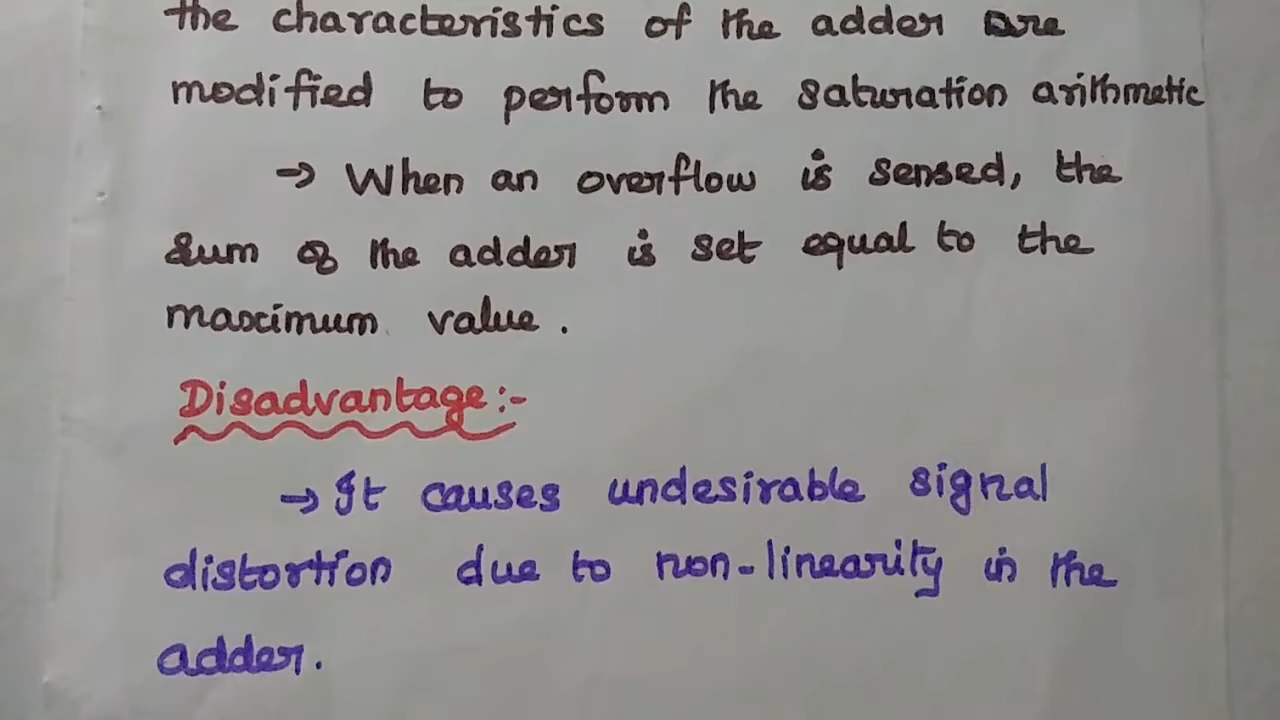 the characteristics of the adder are
modified to perform the saturation arithmetic
→ When an overflow is sensed, the
sum of the adder is set equal to the
maximum value.
Disadvantage:-
→ It causes undesirable signal
distortion due to non-linearity in the
adder.